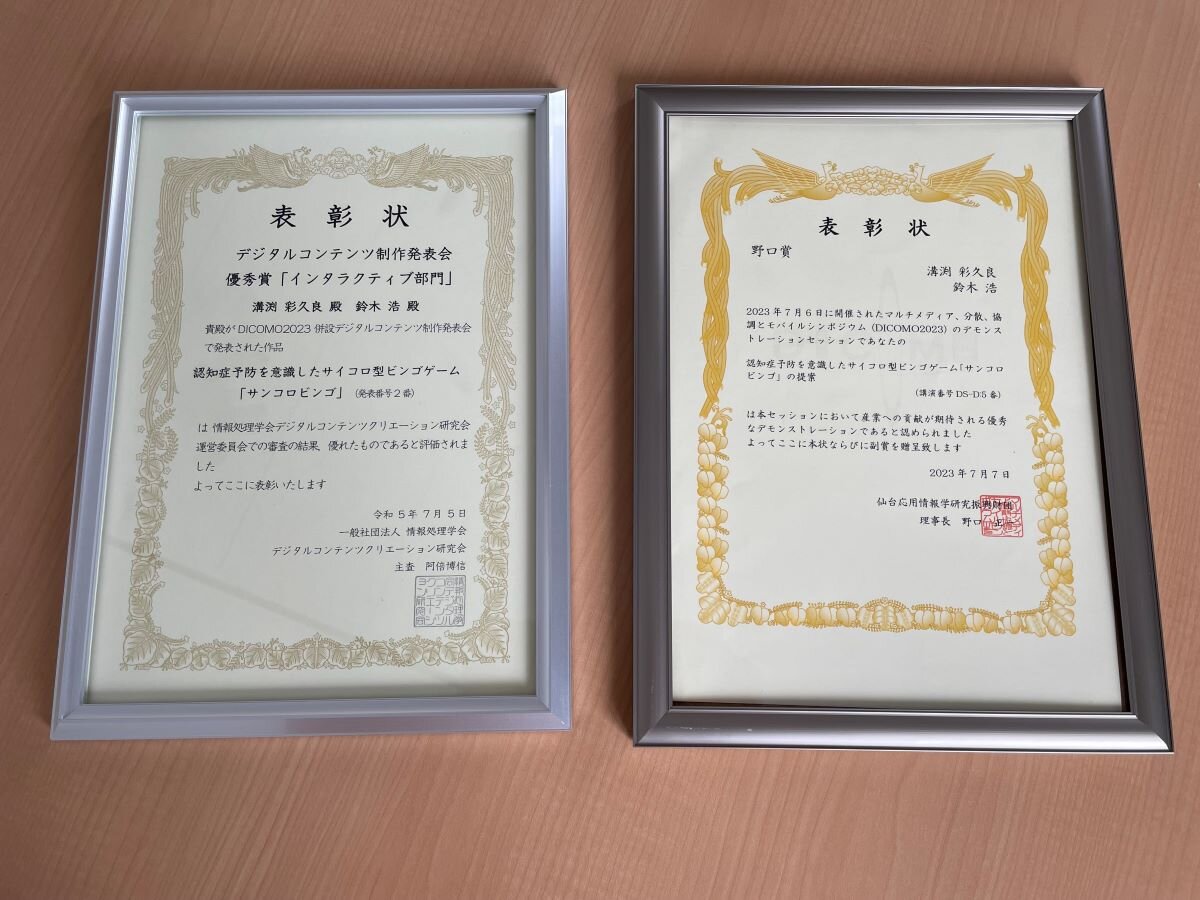 表彰状
デジタルコンテンツ制作発表会
優秀賞「インタラクティブ部門」
溝渕 彩久良 殿 鈴木 浩 殿
貴殿が DICOMO2023 併設デジタルコンテンツ制作発表会
で発表された作品
認知症予防を意識したサイコロ型ビンゴゲーム
「サンコロビンゴ」(発表番号2番)
は 情報処理学会デジタルコンテンツクリエーション研究会
運営委員会での審査の結果、優れたものであると評価されま
した
よってここに表彰いたします
令和 5年 7月 5日
一般社団法人 情報処理学会
デジタルコンテンツクリエーション研究会
主査 阿倍博信
表彰状
野口賞
溝渕 彩久良
鈴木 浩
2023年7月6日に開催されたマルチメディア、分散、協
調とモバイルシンポジウム (DICOMO2023) のデモンス
トレーションセッションであなたの
認知症予防を意識したサイコロ型ビンゴゲーム「サンコロ
ビンゴ」の提案
(講演番号 DS-D:5番)
は本セッションにおいて産業への貢献が期待される優秀
なデモンストレーションであると認められました
よってここに本状ならびに副賞を贈呈致します
2023年7月7日
仙台応用情報学研究振興財団
理事長 野口 正一